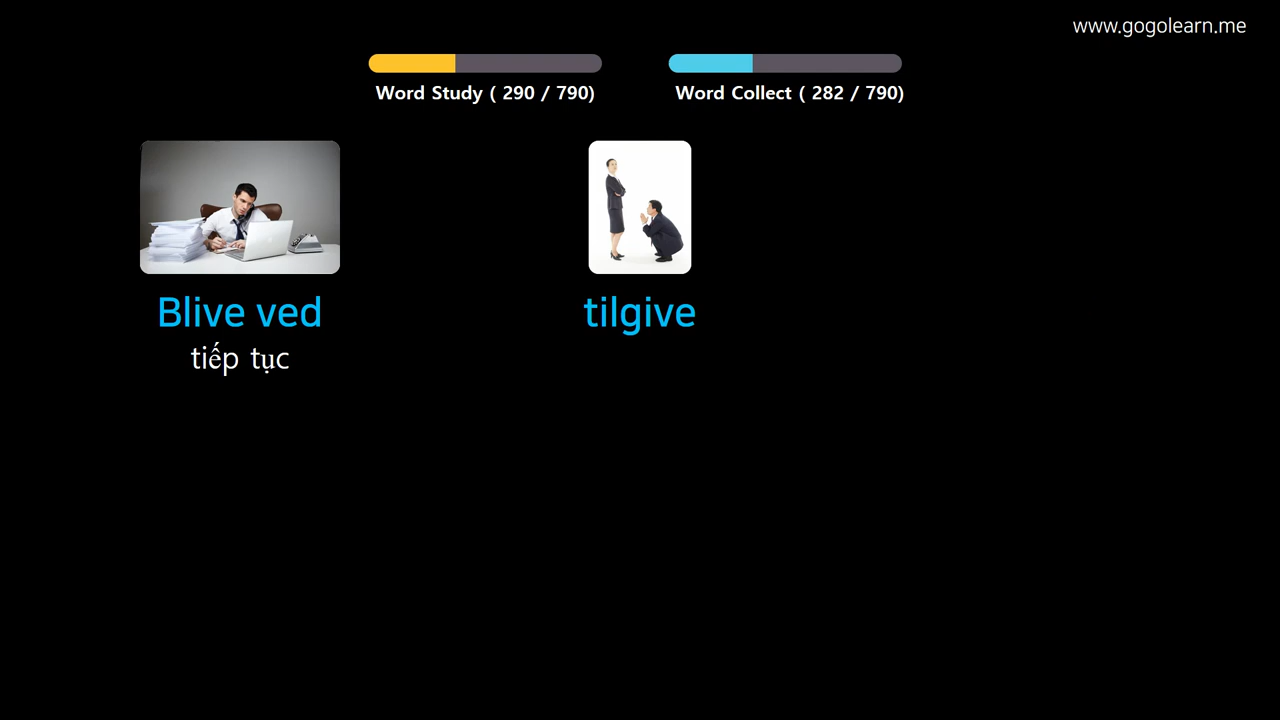 www.gogolearn.me
Word Study ( 290 / 790)
Word Collect ( 282 / 790)
Blive ved
tiếp tục
tilgive